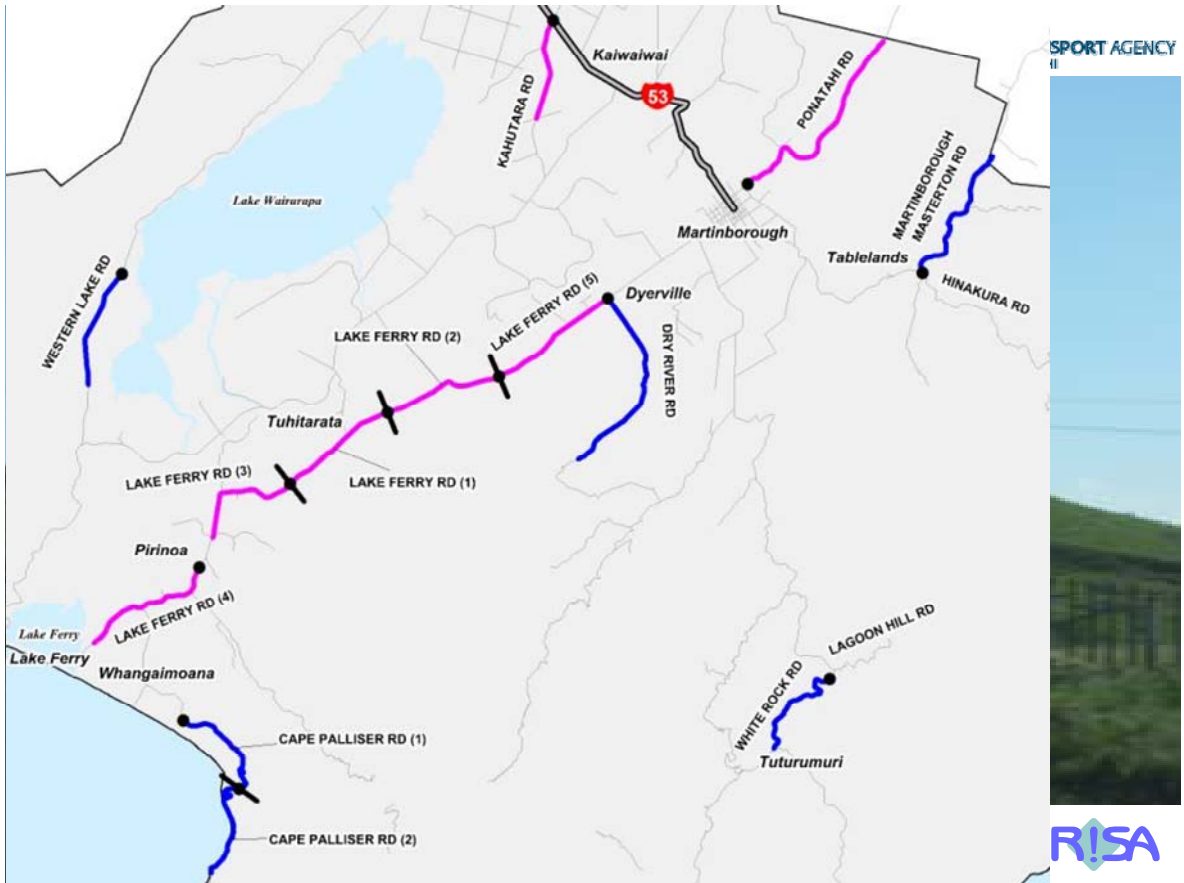 SPORT AGENCY
Kaiwaiwai
53
KAHUTARA RD
PONATAHI RD
MARTINBOROUGH
MASTERTON RD
Lake Wairarapa
Martinborough
Tablelands
HINAKURA RD
WESTERN LAKE RD
Dyerville
LAKE FERRY RD (5)
LAKE FERRY RD (2)
DRY RIVER RD
Tuhitarata
LAKE FERRY RD (3)
LAKE FERRY RD (1)
Pirinoa
LAKE FERRY RD (4)
Lake Ferry
Lake Ferry
Whangaimoana
LAGOON HILL RD
WHITE ROCK RD
CAPE PALLISER RD (1)
Tuturumuri
CAPE PALLISER RD (2)
R!SA